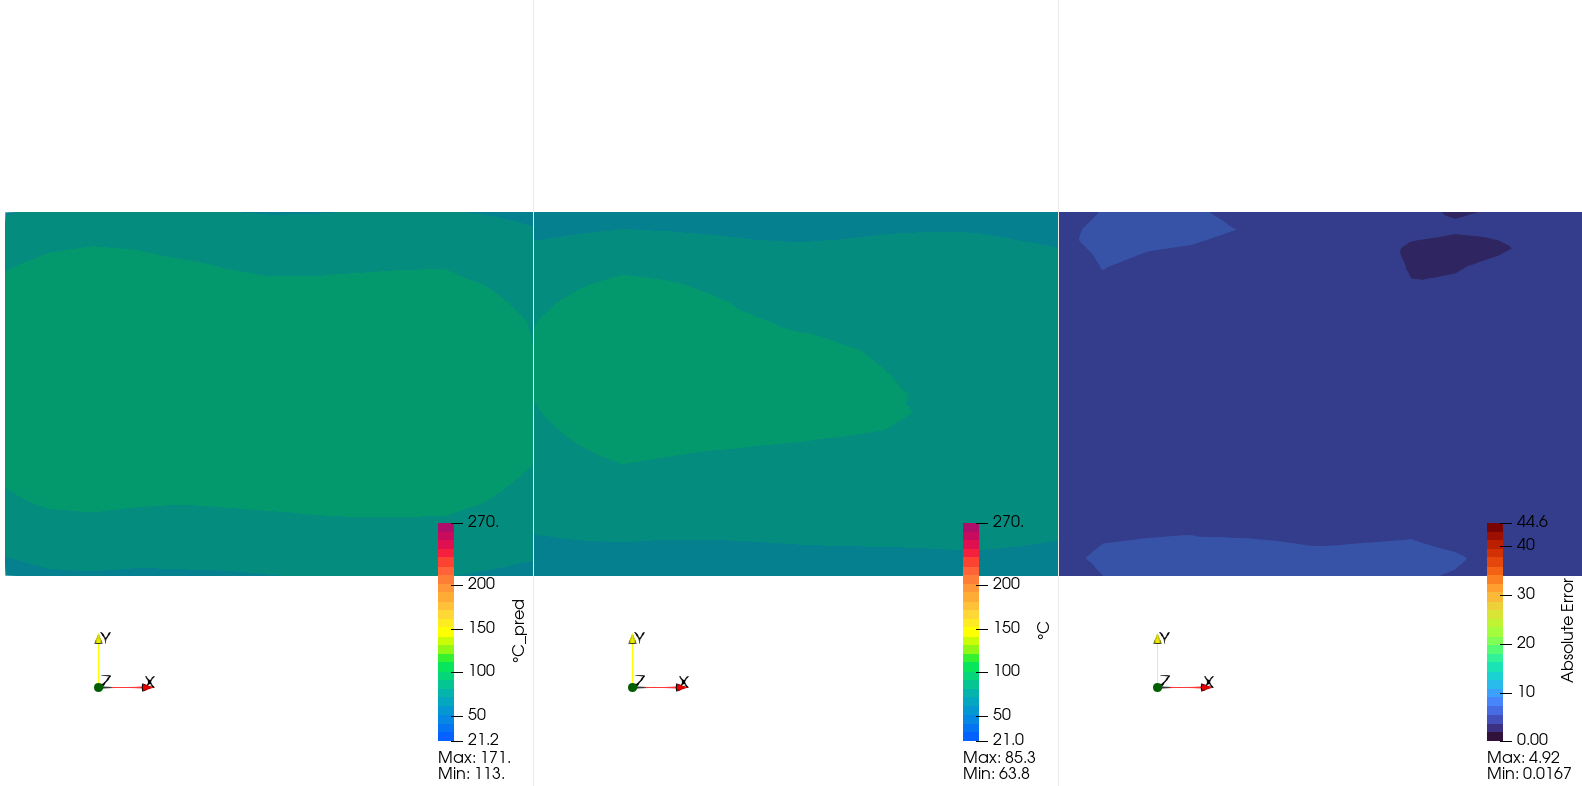 270.
200
150
100
50
21.2
°C_pred
Max: 171.
Min: 113.
Y
Z
X
270.
200
150
100
50
21.0
°C
Max: 85.3
Min: 63.8
Y
Z
X
44.6
40
30
20
10
0.00
Absolute Error
Max: 4.92
Min: 0.0167
Y
Z
X